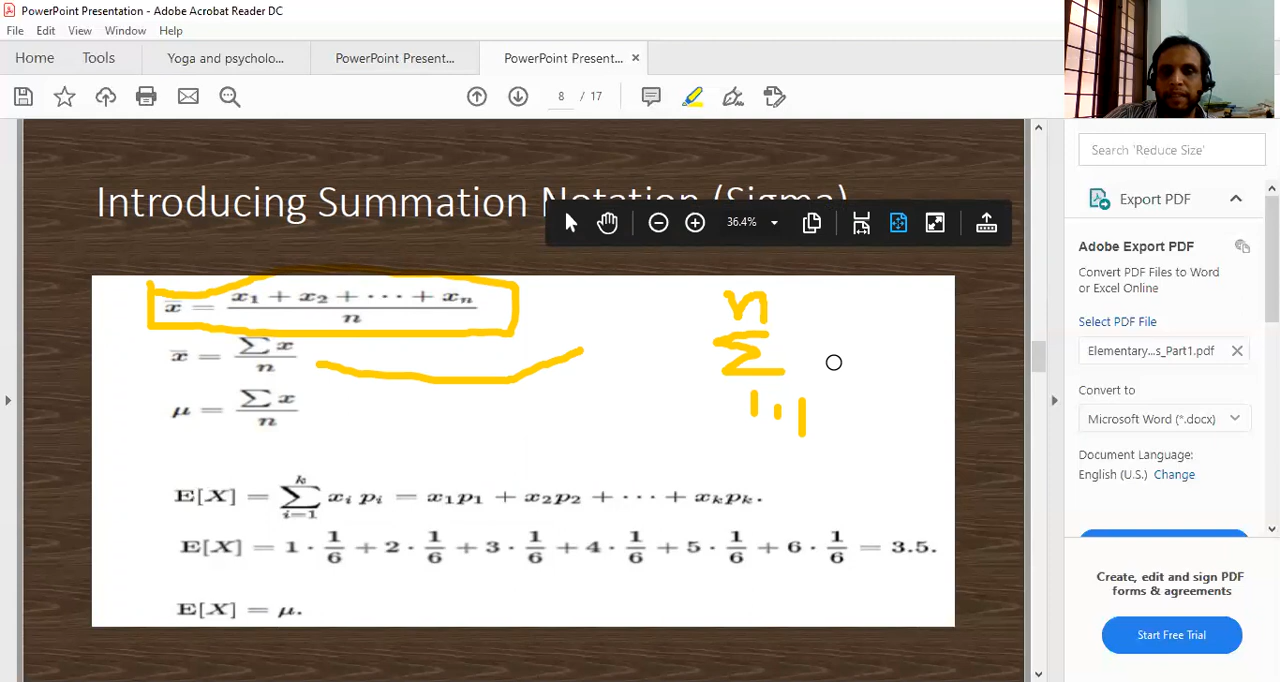 PowerPoint Presentation - Adobe Acrobat Reader DC
File Edit View Window Help
Home Tools Yoga and psycholo... PowerPoint Present... PowerPoint Present... ×
8 / 17
Search 'Reduce Size'
Introducing Summation Notation (Sigma)
36.4%
Export PDF
Adobe Export PDF
Convert PDF Files to Word
or Excel Online
Select PDF File
Elementary...s_Part1.pdf
Convert to
Microsoft Word (*.docx)
Document Language:
English (U.S.) Change
Create, edit and sign PDF
forms & agreements
Start Free Trial
x̄ = (x₁ + x₂ + ··· + xₙ) / n
x̄ = ∑ x / n
μ = ∑ x / n
n
∑
E[X] = ∑ᵢ₌₁ᵏ xᵢ pᵢ = x₁p₁ + x₂p₂ + ··· + xₖpₖ.
E[X] = 1 · 1/6 + 2 · 1/6 + 3 · 1/6 + 4 · 1/6 + 5 · 1/6 + 6 · 1/6 = 3.5.
E[X] = μ.